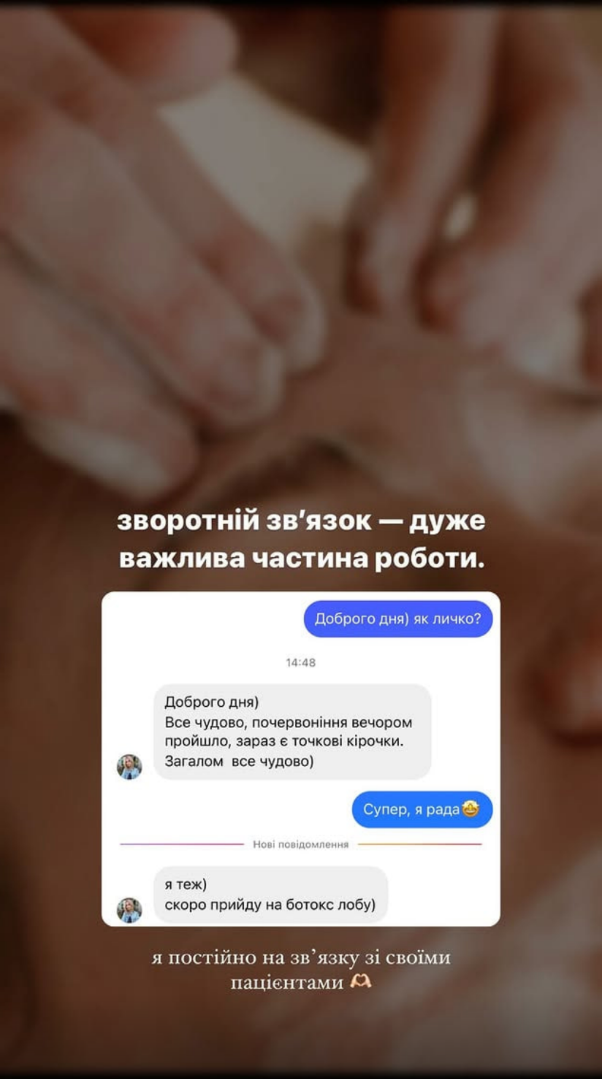 зворотній зв’язок — дуже
важлива частина роботи.
Доброго дня) як личко?
14:48
Доброго дня)
Все чудово, почервоніння вечором
пройшло, зараз є точкові кірочки.
Загалом все чудово)
Супер, я рада🤩
Нові повідомлення
я теж)
скоро прийду на ботокс лобу)
я постійно на зв’язку зі своїми
пацієнтами 🫶🏻